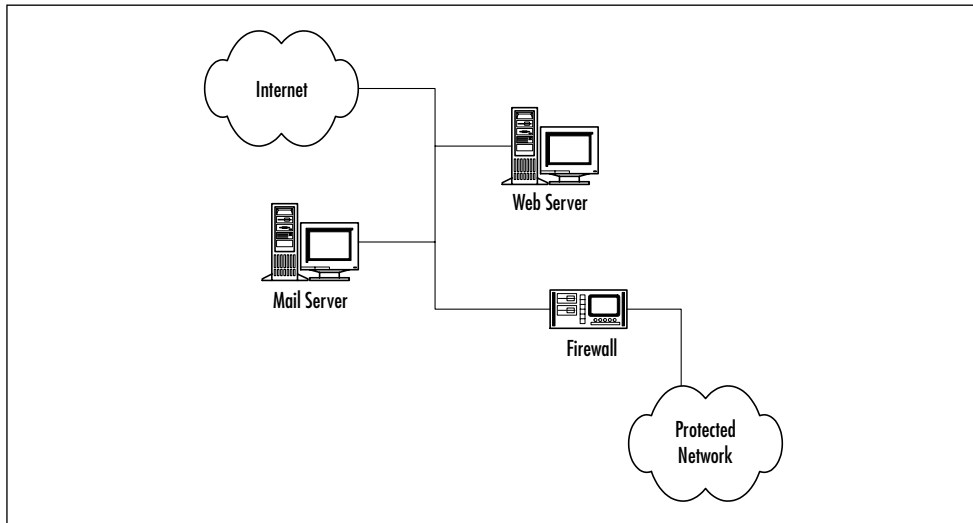 Internet
Web Server
Mail Server
Firewall
Protected
Network